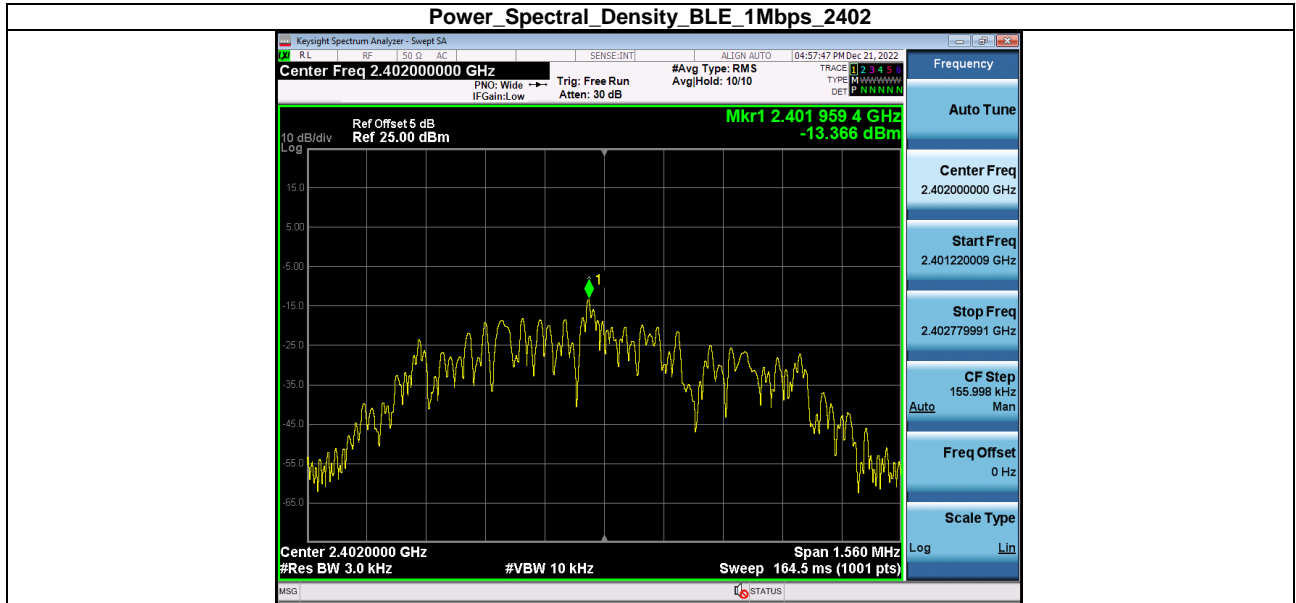 Power_Spectral_Density_BLE_1Mbps_2402
Keysight Spectrum Analyzer - Swept SA
LXI RL RF 50 Ω AC SENSE:INT ALIGN AUTO 04:57:47 PM Dec 21, 2022
Center Freq 2.402000000 GHz
PNO: Wide
IFGain:Low
Trig: Free Run
Atten: 30 dB
#Avg Type: RMS
Avg|Hold: 10/10
TRACE 1 2 3 4 5 6
TYPE M WWWWW
DET P N N N N N
Mkr1 2.401 959 4 GHz
-13.366 dBm
Ref Offset 5 dB
10 dB/div Ref 25.00 dBm
Log
15.0
5.00
-5.00
-15.0
-25.0
-35.0
-45.0
-55.0
-65.0
1
Center 2.4020000 GHz Span 1.560 MHz
#Res BW 3.0 kHz #VBW 10 kHz Sweep 164.5 ms (1001 pts)
MSG STATUS
Frequency
Auto Tune
Center Freq
2.402000000 GHz
Start Freq
2.401220009 GHz
Stop Freq
2.402779991 GHz
CF Step
155.998 kHz
Auto Man
Freq Offset
0 Hz
Scale Type
Log Lin